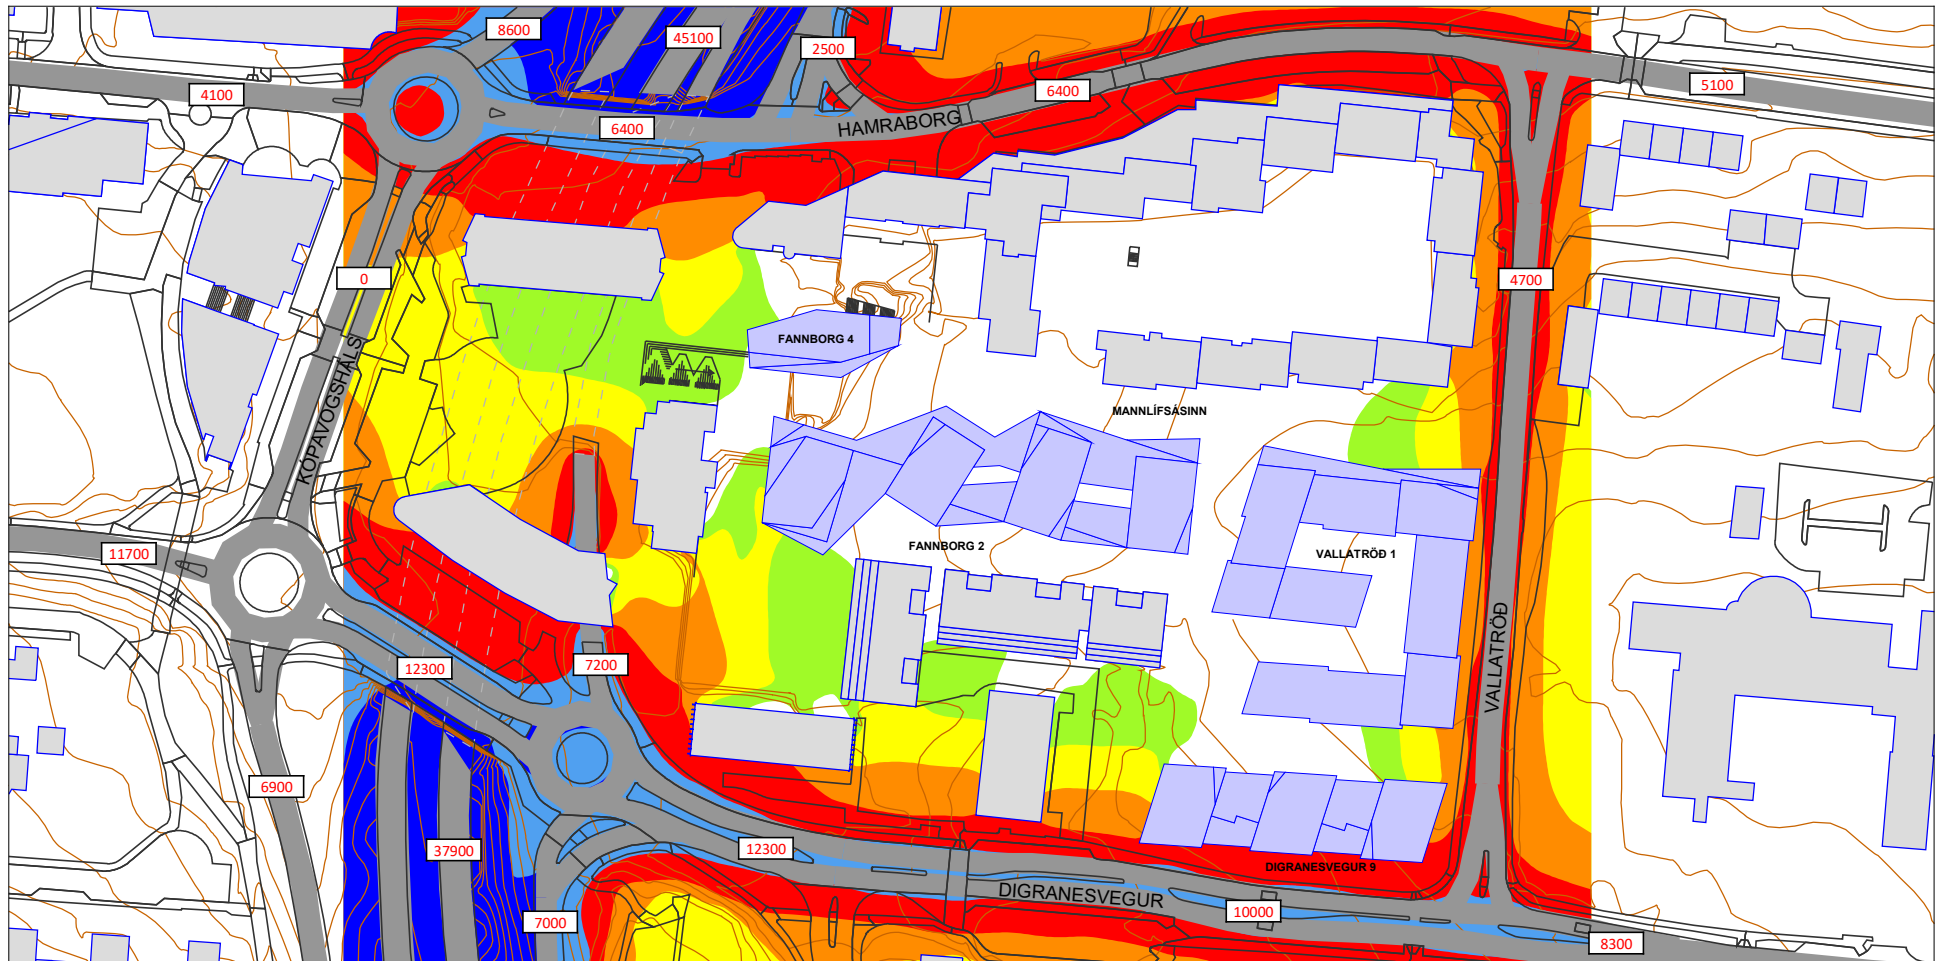 8600
45100
2500
4100
6400
HAMRABORG
6400
5100
0
4700
FANNBORG 4
KÓPAVOGSHÁLS
MANNLÍFSÁSINN
11700
FANNBORG 2
VALLATRÖÐ 1
VALLATRÖÐ
12300
7200
6900
37900
12300
DIGRANESVEGUR 9
DIGRANESVEGUR
7000
10000
8300